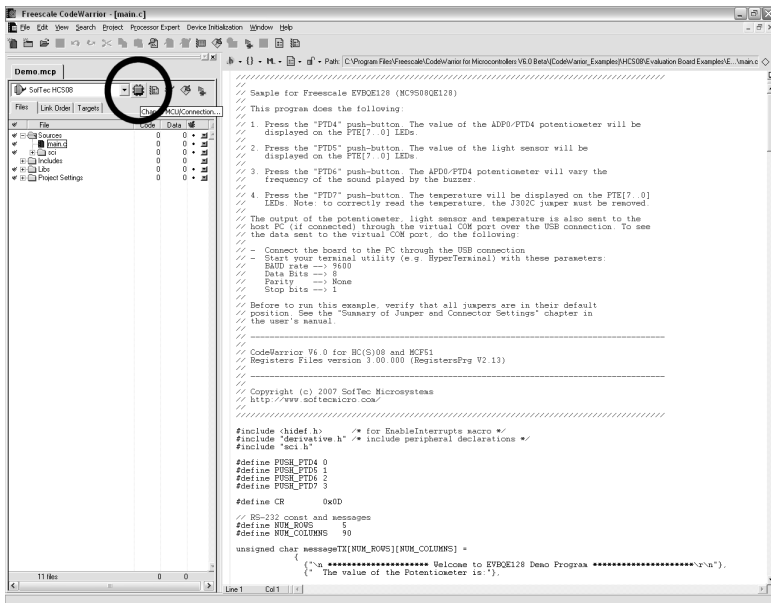 Freescale CodeWarrior - [main.c]
File Edit View Search Project Processor Expert Device Initialization Window Help
Path: C:\Program Files\Freescale\CodeWarrior for Microcontrollers V6.0 Beta\(CodeWarrior_Examples)\HCS08\Evaluation Board Examples\E...\main.c
Demo.mcp
SofTec HCS08
Files Link Order Targets
MCU/Connection...
File Code Data
Sources 0 0
main.c 0 0
sci 0 0
Includes 0 0
Libs 0 0
Project Settings 0 0
11 files 0 0
////////////////////////////////////////////////////////////////////////////
//
// Sample for Freescale EVBQE128 (MC9S08QE128)
//
// This program does the following:
//
// 1. Press the "PTD4" push-button. The value of the ADP0/PTD4 potentiometer will be
// displayed on the PTE[7..0] LEDs.
//
// 2. Press the "PTD5" push-button. The value of the light sensor will be
// displayed on the PTE[7..0] LEDs.
//
// 3. Press the "PTD6" push-button. The APD0/PTD4 potentiometer will vary the
// frequency of the sound played by the buzzer.
//
// 4. Press the "PTD7" push-button. The temperature will be displayed on the PTE[7..0]
// LEDs. Note: to correctly read the temperature, the J302C jumper must be removed.
//
// The output of the potentiometer, light sensor and temperature is also sent to the
// host PC (if connected) through the virtual COM port over the USB connection. To see
// the data sent to the virtual COM port, do the following:
//
// - Connect the board to the PC through the USB connection
// - Start your terminal utility (e.g. HyperTerminal) with these parameters:
// BAUD rate --> 9600
// Data Bits --> 8
// Parity --> None
// Stop bits --> 1
//
// Before to run this example, verify that all jumpers are in their default
// position. See the "Summary of Jumper and Connector Settings" chapter in
// the user's manual.
//
// --------------------------------------------------------------------------
//
// CodeWarrior V6.0 for HC(S)08 and MCF51
// Registers Files version 3.00.000 (RegistersPrg V2.13)
//
// --------------------------------------------------------------------------
//
// Copyright (c) 2007 SofTec Microsystems
// http://www.softecmicro.com/
//
////////////////////////////////////////////////////////////////////////////
#include <hidef.h> /* for EnableInterrupts macro */
#include "derivative.h" /* include peripheral declarations */
#include "sci.h"
#define PUSH_PTD4 0
#define PUSH_PTD5 1
#define PUSH_PTD6 2
#define PUSH_PTD7 3
#define CR 0x0D
// RS-232 const and messages
#define NUM_ROWS 5
#define NUM_COLUMNS 90
unsigned char messageTX[NUM_ROWS][NUM_COLUMNS] =
{
{"\n ********************* Welcome to EVBQE128 Demo Program *********************\r\n"},
{" The value of the Potentiometer is:"},
Line 1 Col 1